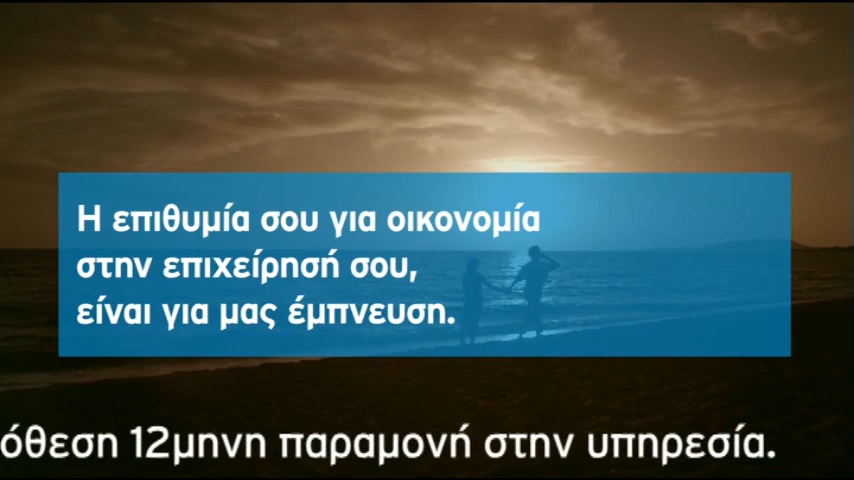 Η επιθυμία σου για οικονομία
στην επιχείρησή σου,
είναι για μας έμπνευση.
όθεση 12μηνη παραμονή στην υπηρεσία.